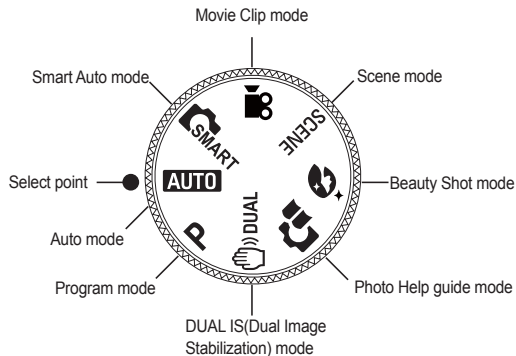 Movie Clip mode
Smart Auto mode
Scene mode
SMART
SCENE
Select point
AUTO
Beauty Shot mode
DUAL
Auto mode
P
Program mode
Photo Help guide mode
DUAL IS(Dual Image
Stabilization) mode